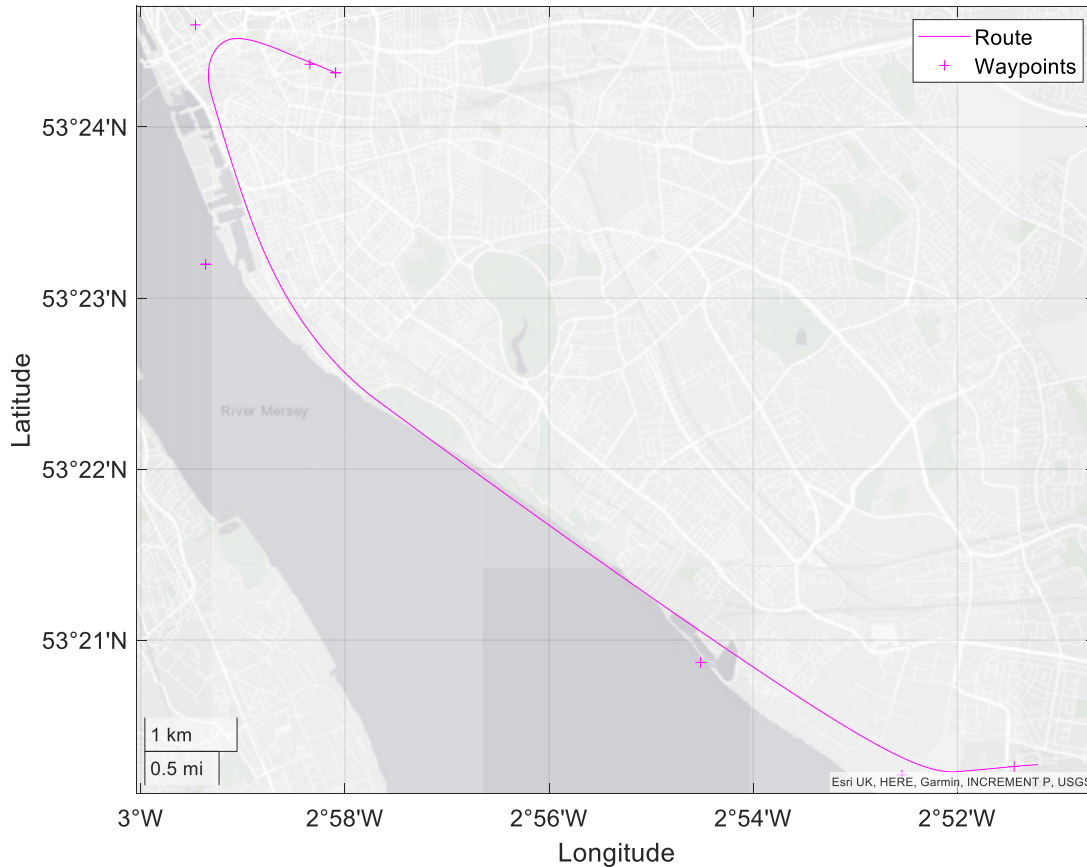 Route
Waypoints
53°24'N
53°23'N
53°22'N
53°21'N
Latitude
River Mersey
1 km
0.5 mi
Esri UK, HERE, Garmin, INCREMENT P, USGS
3°W
2°58'W
2°56'W
2°54'W
2°52'W
Longitude